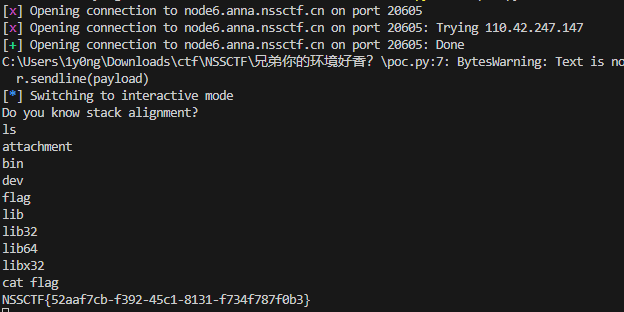 [x] Opening connection to node6.anna.nssctf.cn on port 20605
[x] Opening connection to node6.anna.nssctf.cn on port 20605: Trying 110.42.247.147
[+] Opening connection to node6.anna.nssctf.cn on port 20605: Done
C:\Users\1y0ng\Downloads\ctf\NSSCTF\兄弟你的环境好香？\poc.py:7: BytesWarning: Text is no
  r.sendline(payload)
[*] Switching to interactive mode
Do you know stack alignment?
ls
attachment
bin
dev
flag
lib
lib32
lib64
libx32
cat flag
NSSCTF{52aaf7cb-f392-45c1-8131-f734f787f0b3}